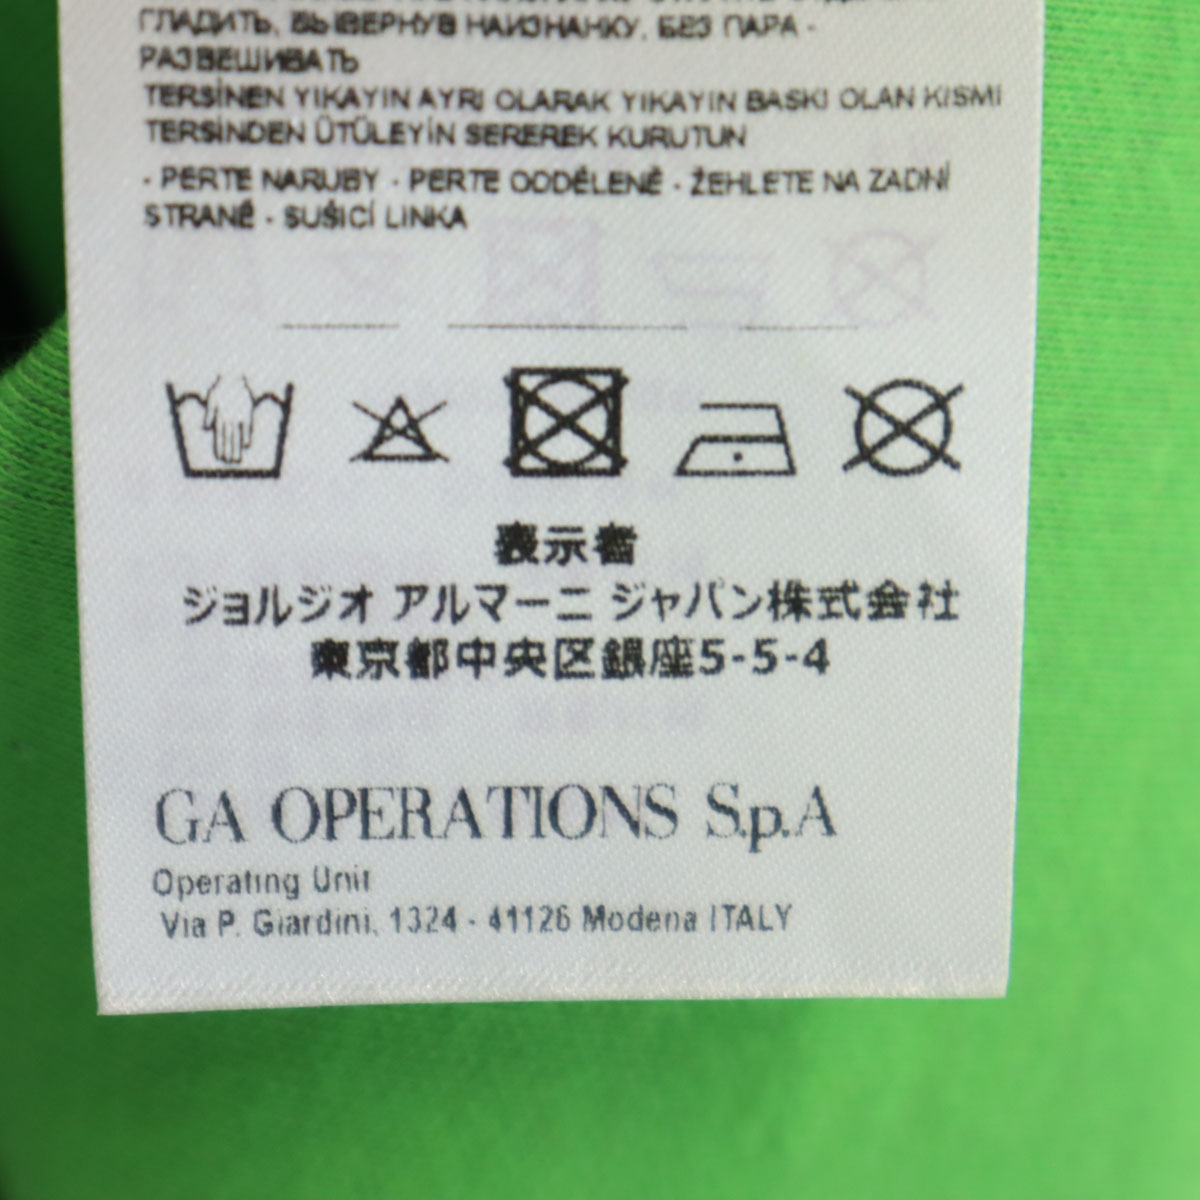 ГЛАДИТЬ, ВЫВЕРНУВ НАИЗНАНКУ, БЕЗ ПАРА -
РАЗВЕШИВАТЬ
TERSİNEN YIKAYIN AYRI OLARAK YIKAYIN BASKI OLAN KISMI
TERSİNDEN ÜTÜLEYİN SEREREK KURUTUN
- PERTE NARUBY - PERTE ODDĚLENĚ - ŽEHLETE NA ZADNÍ
STRANĚ - SUŠICÍ LINKA
表示者
ジョルジオ アルマーニ ジャパン株式会社
東京都中央区銀座5-5-4
GA OPERATIONS S.p.A
Operating Unit
Via P. Giardini, 1324 - 41126 Modena ITALY